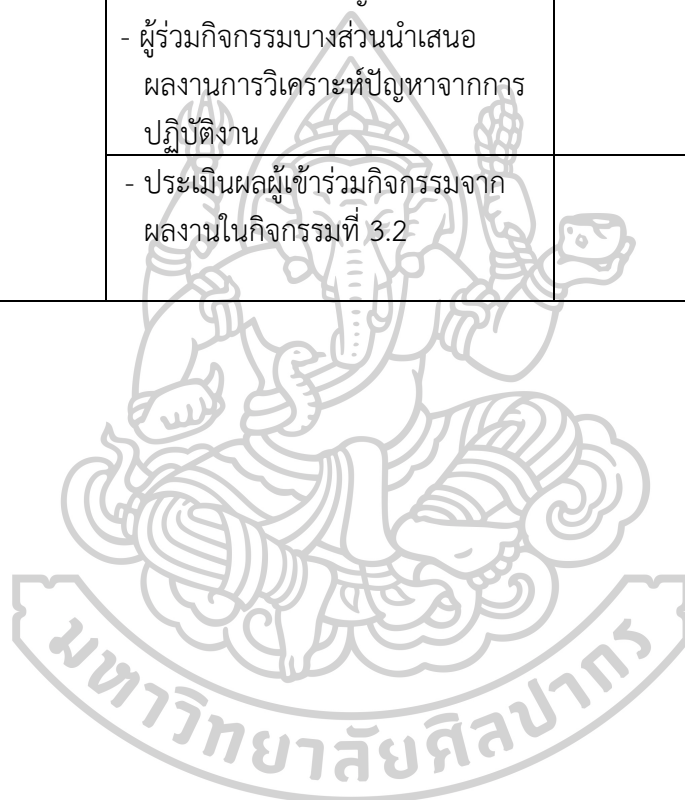 - ผู้ร่วมกิจกรรมบางส่วนนำเสนอ
ผลงานการวิเคราะห์ปัญหาจากการ
ปฏิบัติงาน
- ประเมินผลผู้เข้าร่วมกิจกรรมจาก
ผลงานในกิจกรรมที่ 3.2
มหาวิทยาลัยศิลปากร